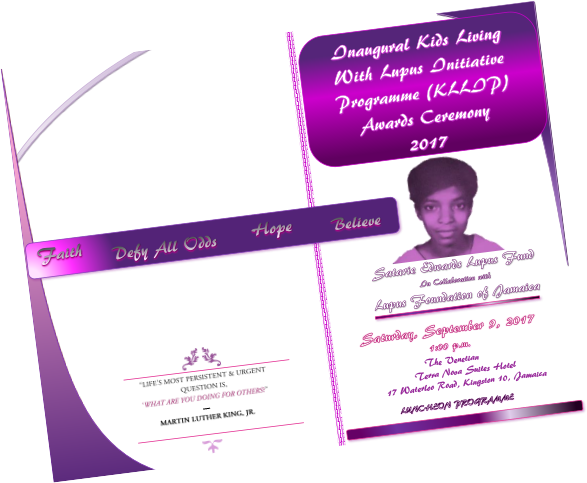 Inaugural Kids Living
With Lupus Initiative
Programme (KLLIP)
Awards Ceremony
2017
Faith Defy All Odds Hope Believe
Satarie Edwards Lupus Fund
In Collaboration with
Lupus Foundation of Jamaica
Saturday, September 9, 2017
1:00 p.m.
The Venetian
Terra Nova Suites Hotel
17 Waterloo Road, Kingston 10, Jamaica
LUNCHEON PROGRAMME
"LIFE'S MOST PERSISTENT & URGENT
QUESTION IS,
"WHAT ARE YOU DOING FOR OTHERS?"
MARTIN LUTHER KING, JR.